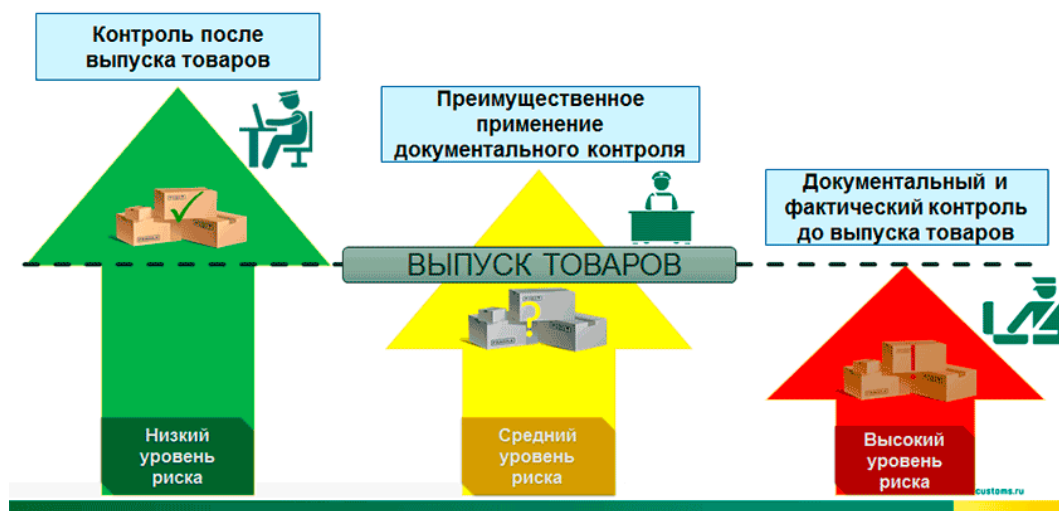 Контроль после
выпуска товаров
Преимущественное
применение
документального контроля
Документальный и
фактический контроль
до выпуска товаров
ВЫПУСК ТОВАРОВ
Низкий
уровень
риска
Средний
уровень
риска
Высокий
уровень
риска
customs.ru